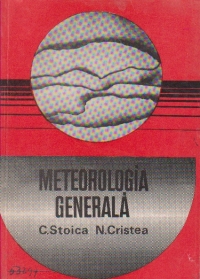 METEOROLOGIA
GENERALĂ
C.Stoica N.Cristea